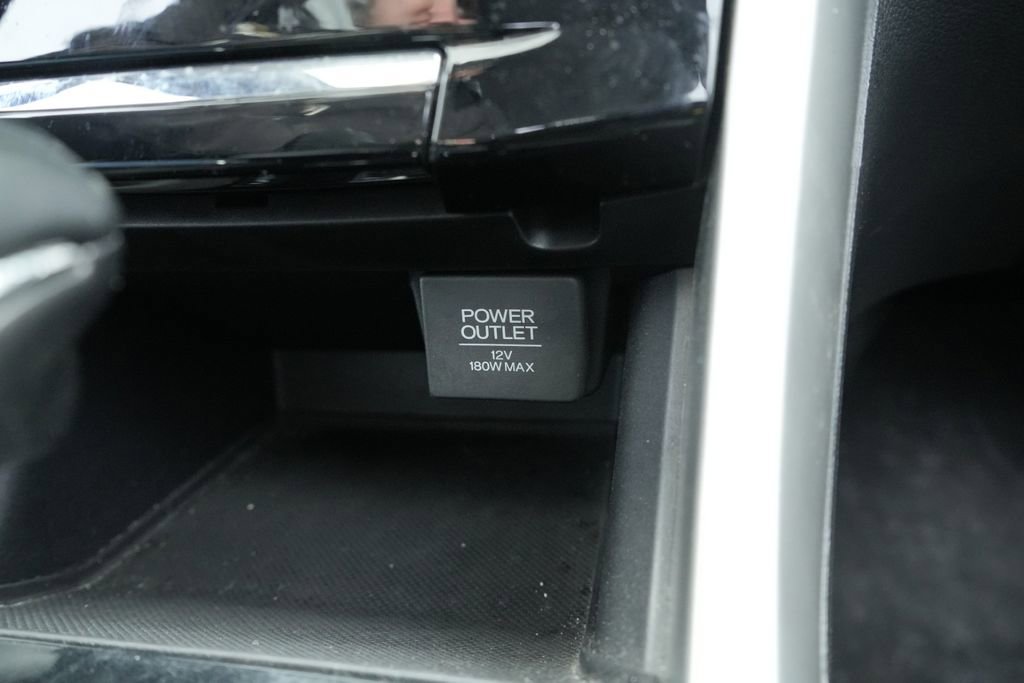 POWER
OUTLET
12V
180W MAX